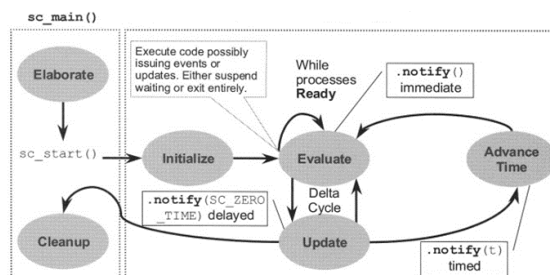 sc_main()
Execute code possibly
issuing events or
updates. Either suspend
waiting or exit entirely.
While
processes
Ready
.notify()
immediate
Elaborate
sc_start()
Initialize
Evaluate
Advance
Time
.notify(SC_ZERO
_TIME) delayed
Delta
Cycle
Cleanup
Update
.notify(t)
timed